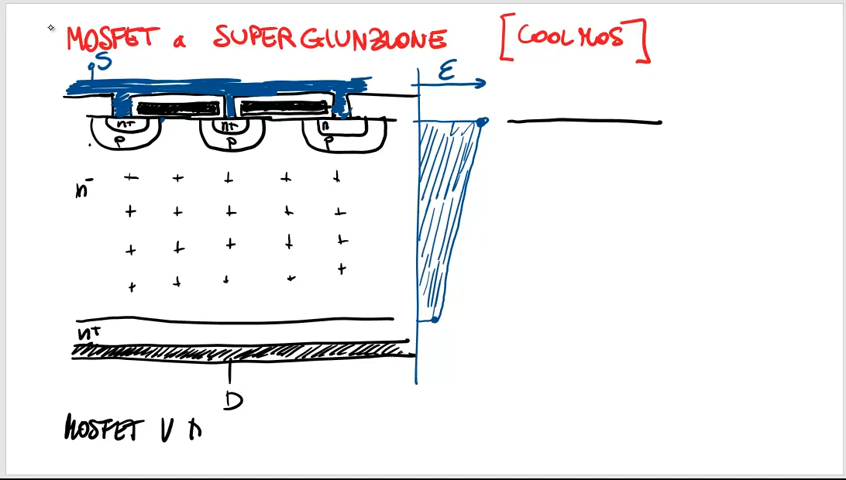 MOSFET a SUPERGIUNZIONE [COOLMOS]
S
ε
n+ n+ n
p p p
n-
n+
D
MOSFET V